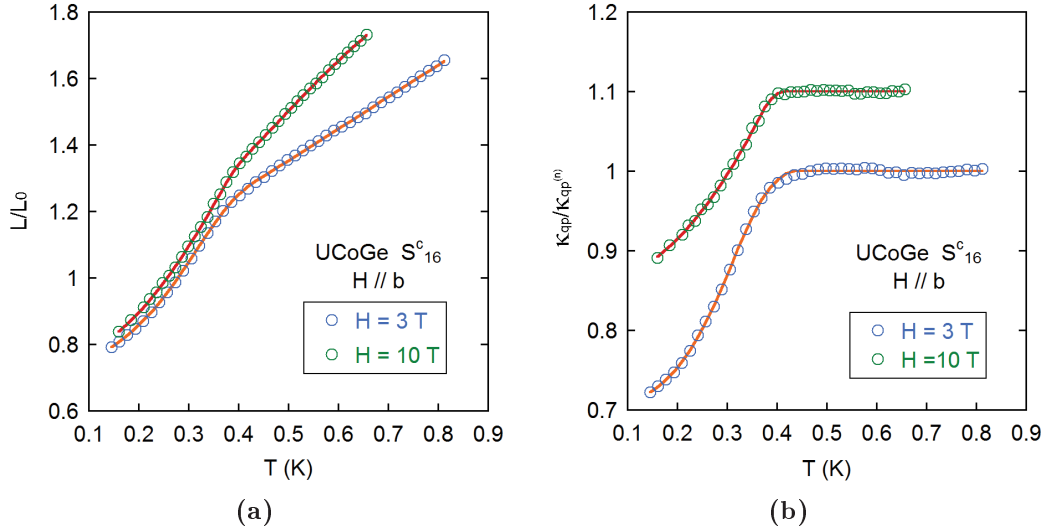 1.8
1.6
1.4
1.2
1
0.8
0.6
L/L0
0.1 0.2 0.3 0.4 0.5 0.6 0.7 0.8 0.9
T (K)
UCoGe S^c_16
H // b
H = 3 T
H = 10 T
(a)
1.2
1.1
1
0.9
0.8
0.7
κqp/κqp(n)
0.1 0.2 0.3 0.4 0.5 0.6 0.7 0.8 0.9
T (K)
UCoGe S^c_16
H // b
H = 3 T
H =10 T
(b)